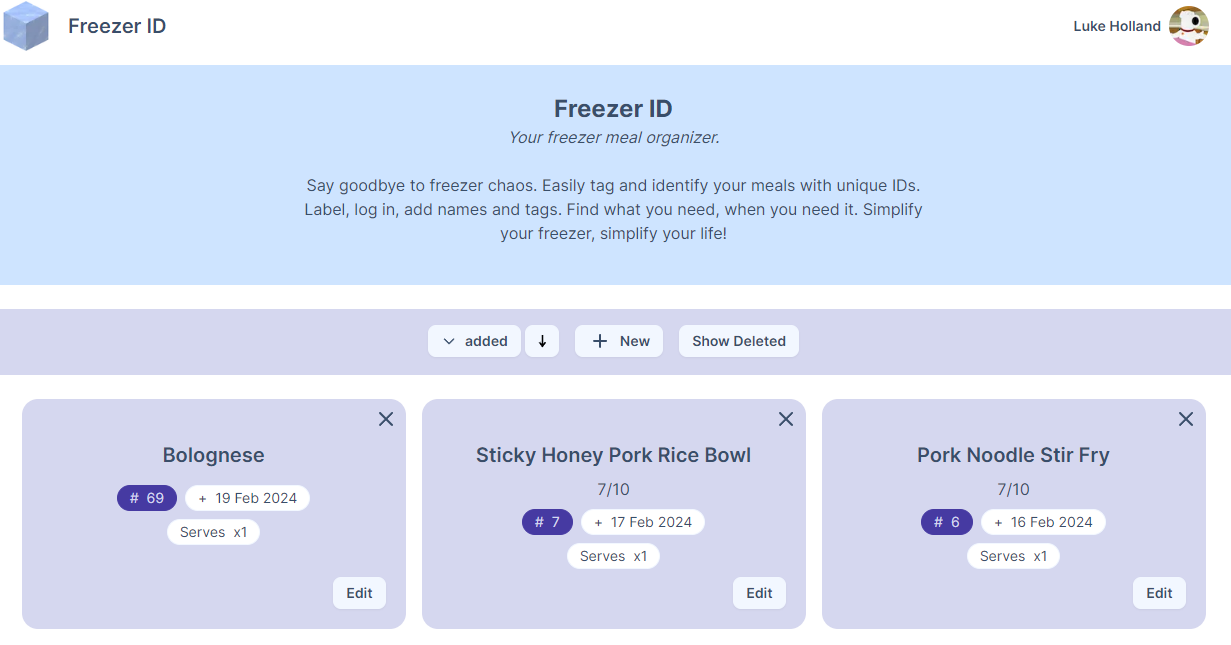 Freezer ID
Luke Holland
Freezer ID
Your freezer meal organizer.
Say goodbye to freezer chaos. Easily tag and identify your meals with unique IDs.
Label, log in, add names and tags. Find what you need, when you need it. Simplify
your freezer, simplify your life!
added ↓ + New Show Deleted
Bolognese
# 69 + 19 Feb 2024
Serves x1
Edit
Sticky Honey Pork Rice Bowl
7/10
# 7 + 17 Feb 2024
Serves x1
Edit
Pork Noodle Stir Fry
7/10
# 6 + 16 Feb 2024
Serves x1
Edit